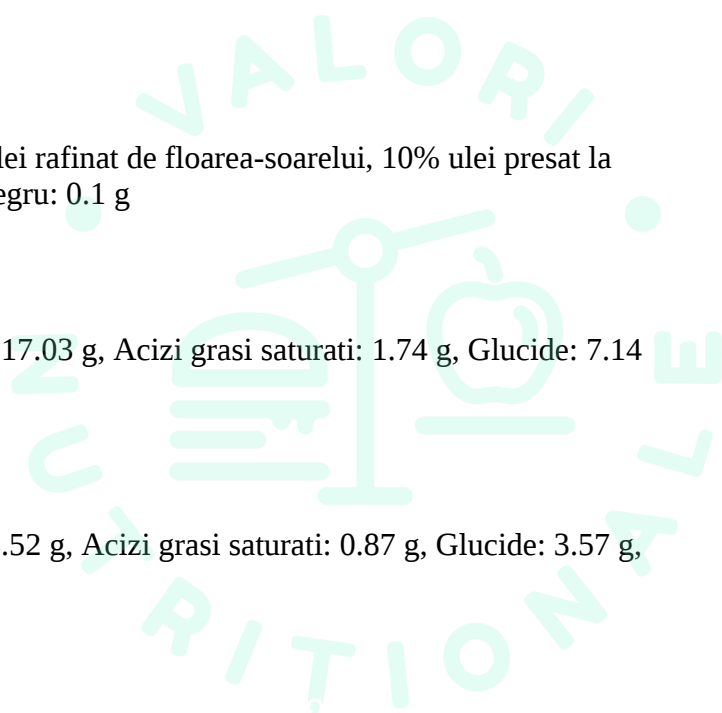 VALORI
lei rafinat de floarea-soarelui, 10% ulei presat la
egru: 0.1 g
17.03 g, Acizi grasi saturati: 1.74 g, Glucide: 7.14
.52 g, Acizi grasi saturati: 0.87 g, Glucide: 3.57 g,
NUTRIȚIONALE